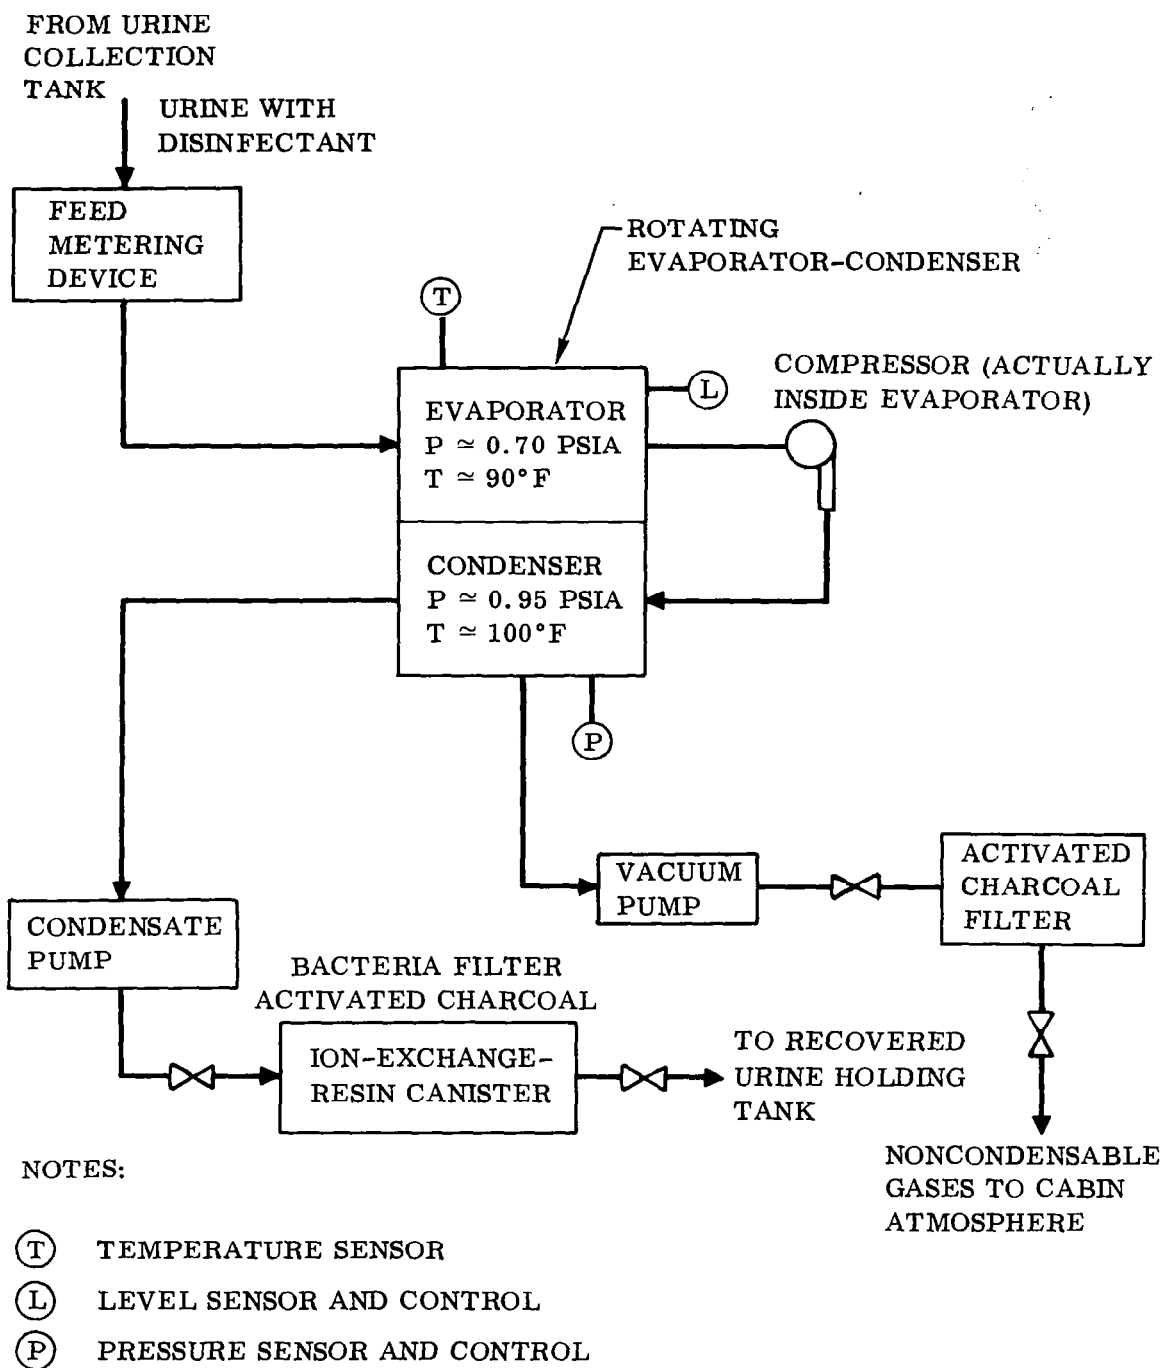 FROM URINE
COLLECTION
TANK
URINE WITH
DISINFECTANT
FEED
METERING
DEVICE
ROTATING
EVAPORATOR-CONDENSER
T
L
COMPRESSOR (ACTUALLY
INSIDE EVAPORATOR)
EVAPORATOR
P ≃ 0.70 PSIA
T ≃ 90°F
CONDENSER
P ≃ 0.95 PSIA
T ≃ 100°F
P
VACUUM
PUMP
ACTIVATED
CHARCOAL
FILTER
CONDENSATE
PUMP
BACTERIA FILTER
ACTIVATED CHARCOAL
ION-EXCHANGE-
RESIN CANISTER
TO RECOVERED
URINE HOLDING
TANK
NONCONDENSABLE
GASES TO CABIN
ATMOSPHERE
NOTES:
T TEMPERATURE SENSOR
L LEVEL SENSOR AND CONTROL
P PRESSURE SENSOR AND CONTROL